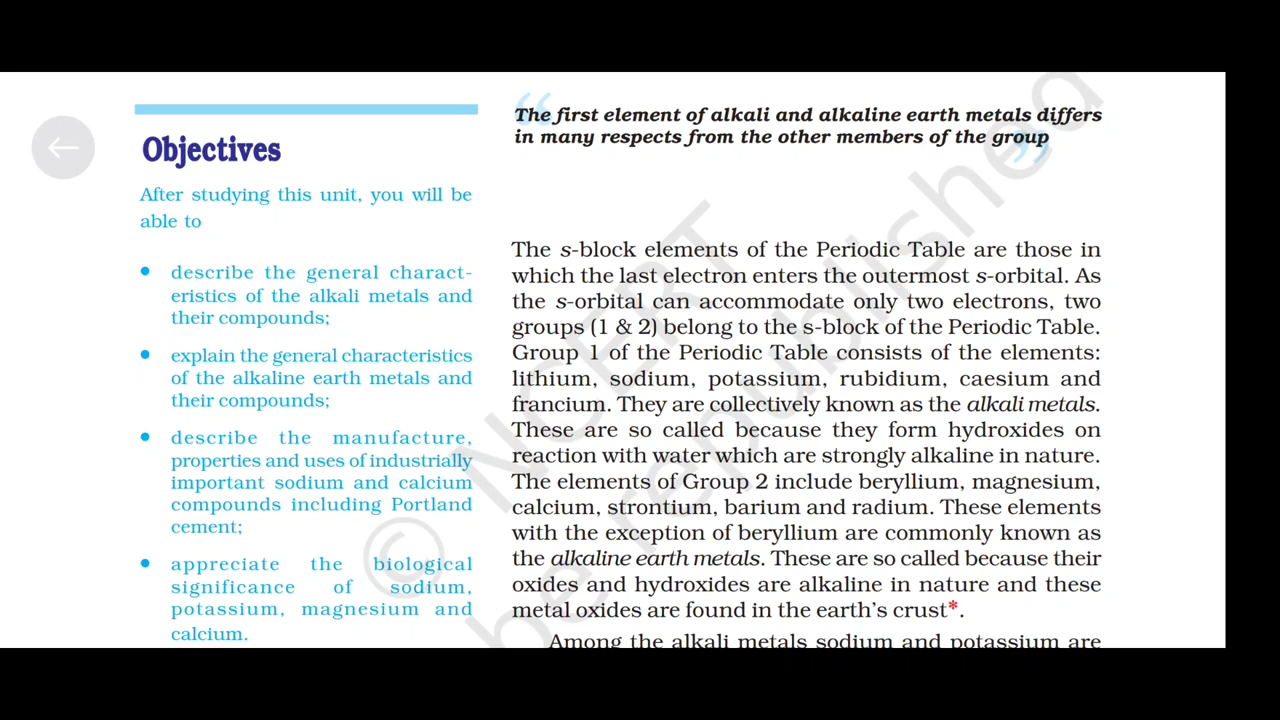 Objectives
After studying this unit, you will be
able to
• describe the general charact-
eristics of the alkali metals and
their compounds;
• explain the general characteristics
of the alkaline earth metals and
their compounds;
• describe the manufacture,
properties and uses of industrially
important sodium and calcium
compounds including Portland
cement;
• appreciate the biological
significance of sodium,
potassium, magnesium and
calcium.
“The first element of alkali and alkaline earth metals differs
in many respects from the other members of the group”
The s-block elements of the Periodic Table are those in
which the last electron enters the outermost s-orbital. As
the s-orbital can accommodate only two electrons, two
groups (1 & 2) belong to the s-block of the Periodic Table.
Group 1 of the Periodic Table consists of the elements:
lithium, sodium, potassium, rubidium, caesium and
francium. They are collectively known as the alkali metals.
These are so called because they form hydroxides on
reaction with water which are strongly alkaline in nature.
The elements of Group 2 include beryllium, magnesium,
calcium, strontium, barium and radium. These elements
with the exception of beryllium are commonly known as
the alkaline earth metals. These are so called because their
oxides and hydroxides are alkaline in nature and these
metal oxides are found in the earth's crust*.
Among the alkali metals sodium and potassium are
© NCERT
be republished